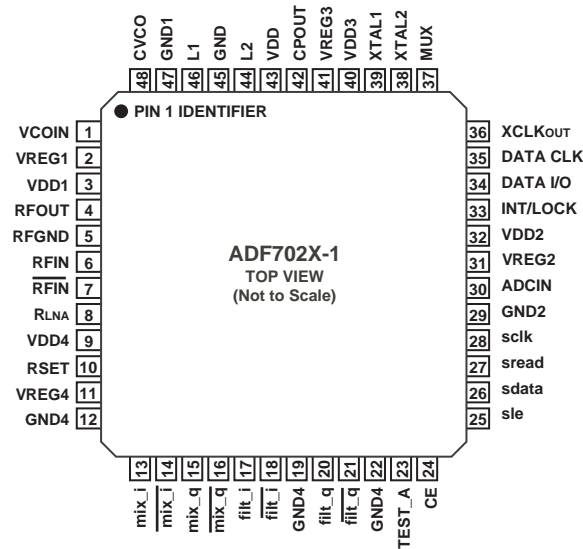 48 CVCO
47 GND1
46 L1
45 GND
44 L2
43 VDD
42 CPOUT
41 VREG3
40 VDD3
39 XTAL1
38 XTAL2
37 MUX
PIN 1 IDENTIFIER
VCOIN 1
VREG1 2
VDD1 3
RFOUT 4
RFGND 5
RFIN 6
R̅F̅I̅N̅ 7
RLNA 8
VDD4 9
RSET 10
VREG4 11
GND4 12
ADF702X-1
TOP VIEW
(Not to Scale)
36 XCLKOUT
35 DATA CLK
34 DATA I/O
33 INT/LOCK
32 VDD2
31 VREG2
30 ADCIN
29 GND2
28 sclk
27 sread
26 sdata
25 sle
mix_i 13
m̅i̅x̅_̅i̅ 14
mix_q 15
m̅i̅x̅_̅q̅ 16
filt_i 17
f̅i̅l̅t̅_̅i̅ 18
GND4 19
filt_q 20
f̅i̅l̅t̅_̅q̅ 21
GND4 22
TEST_A 23
CE 24